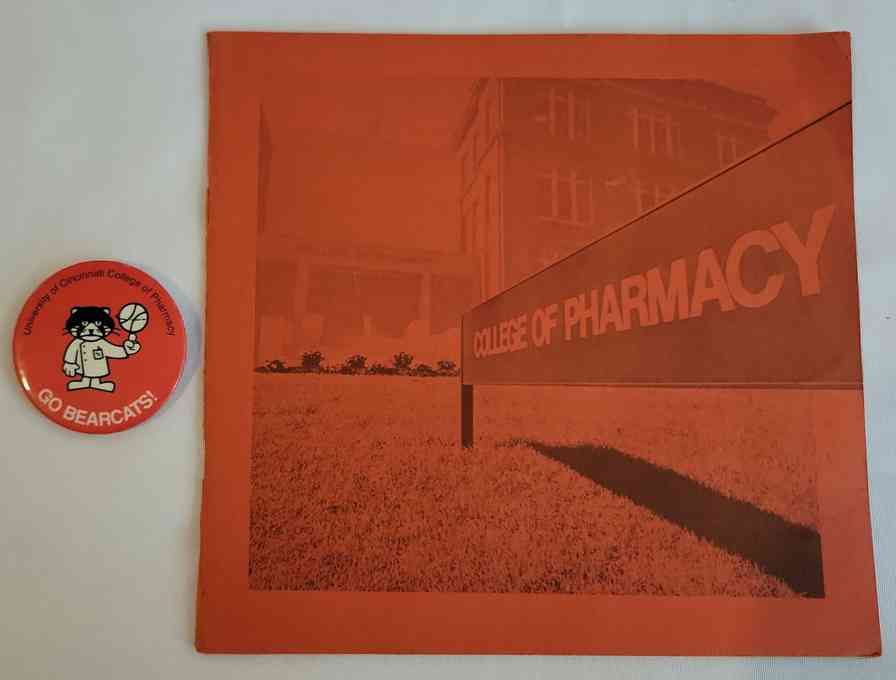 University of Cincinnati College of Pharmacy
GO BEARCATS!
COLLEGE OF PHARMACY